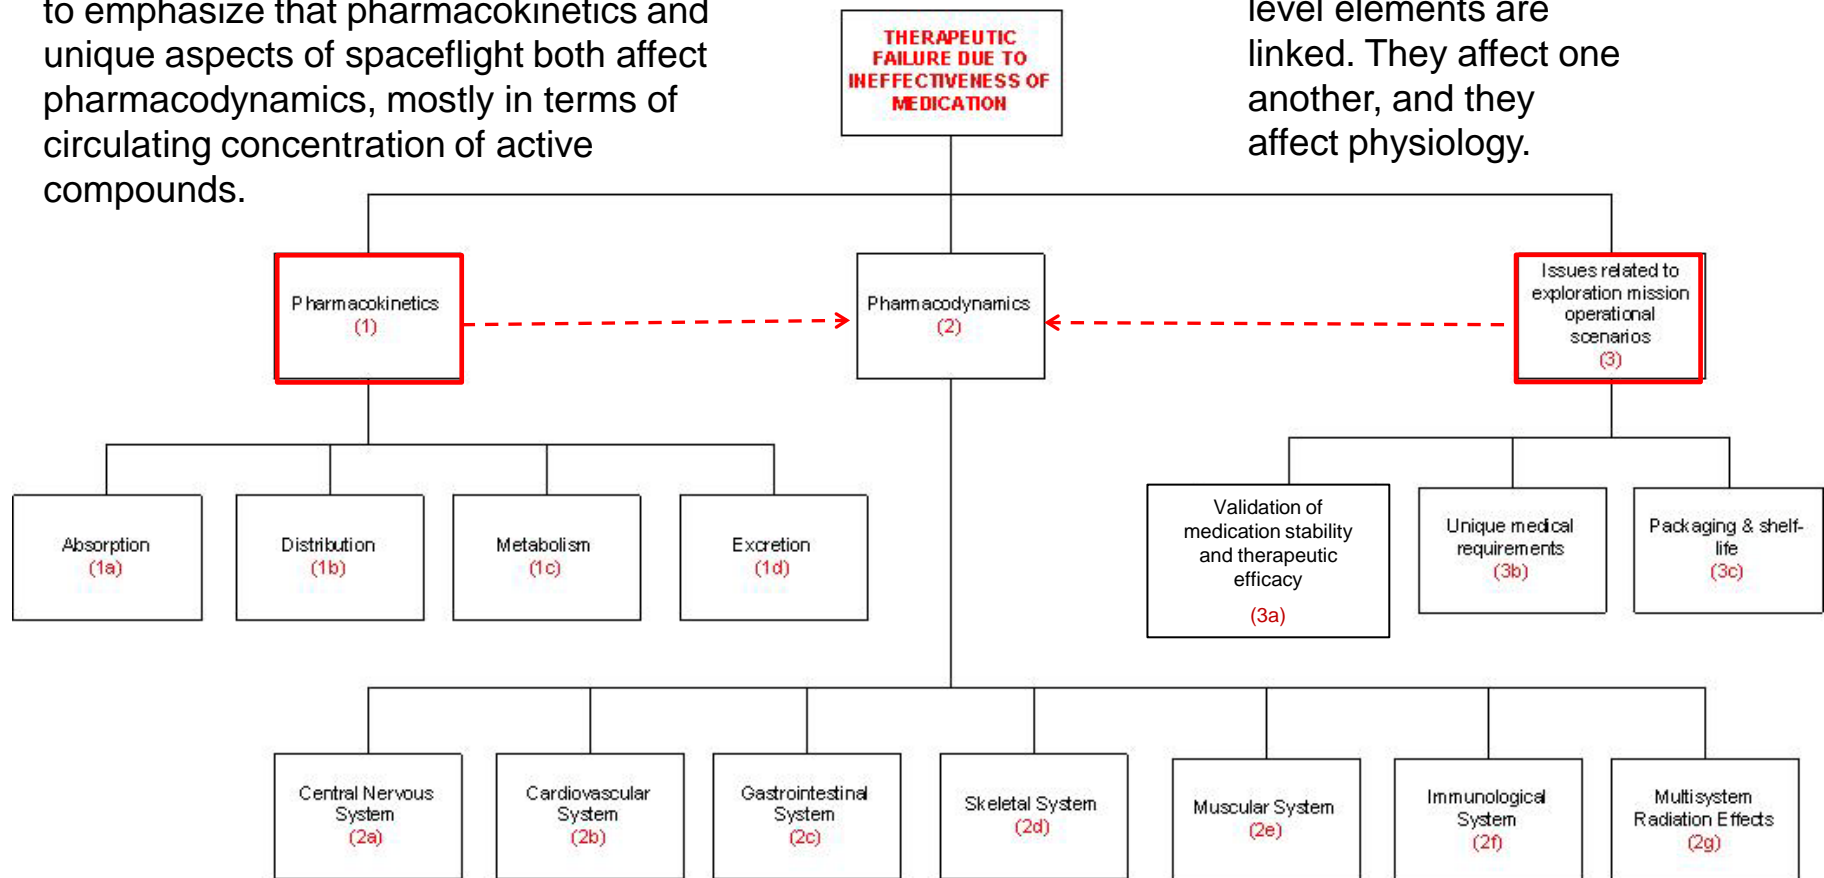 to emphasize that pharmacokinetics and
unique aspects of spaceflight both affect
pharmacodynamics, mostly in terms of
circulating concentration of active
compounds.
level elements are
linked. They affect one
another, and they
affect physiology.
THERAPEUTIC
FAILURE DUE TO
INEFFECTIVENESS OF
MEDICATION
Pharmacokinetics
(1)
Pharmacodynamics
(2)
Issues related to
exploration mission
operational
scenarios
(3)
Absorption
(1a)
Distribution
(1b)
Metabolism
(1c)
Excretion
(1d)
Validation of
medication stability
and therapeutic
efficacy
(3a)
Unique medical
requirements
(3b)
Packaging & shelf-
life
(3c)
Central Nervous
System
(2a)
Cardiovascular
System
(2b)
Gastrointestinal
System
(2c)
Skeletal System
(2d)
Muscular System
(2e)
Immunological
System
(2f)
Multisystem
Radiation Effects
(2g)